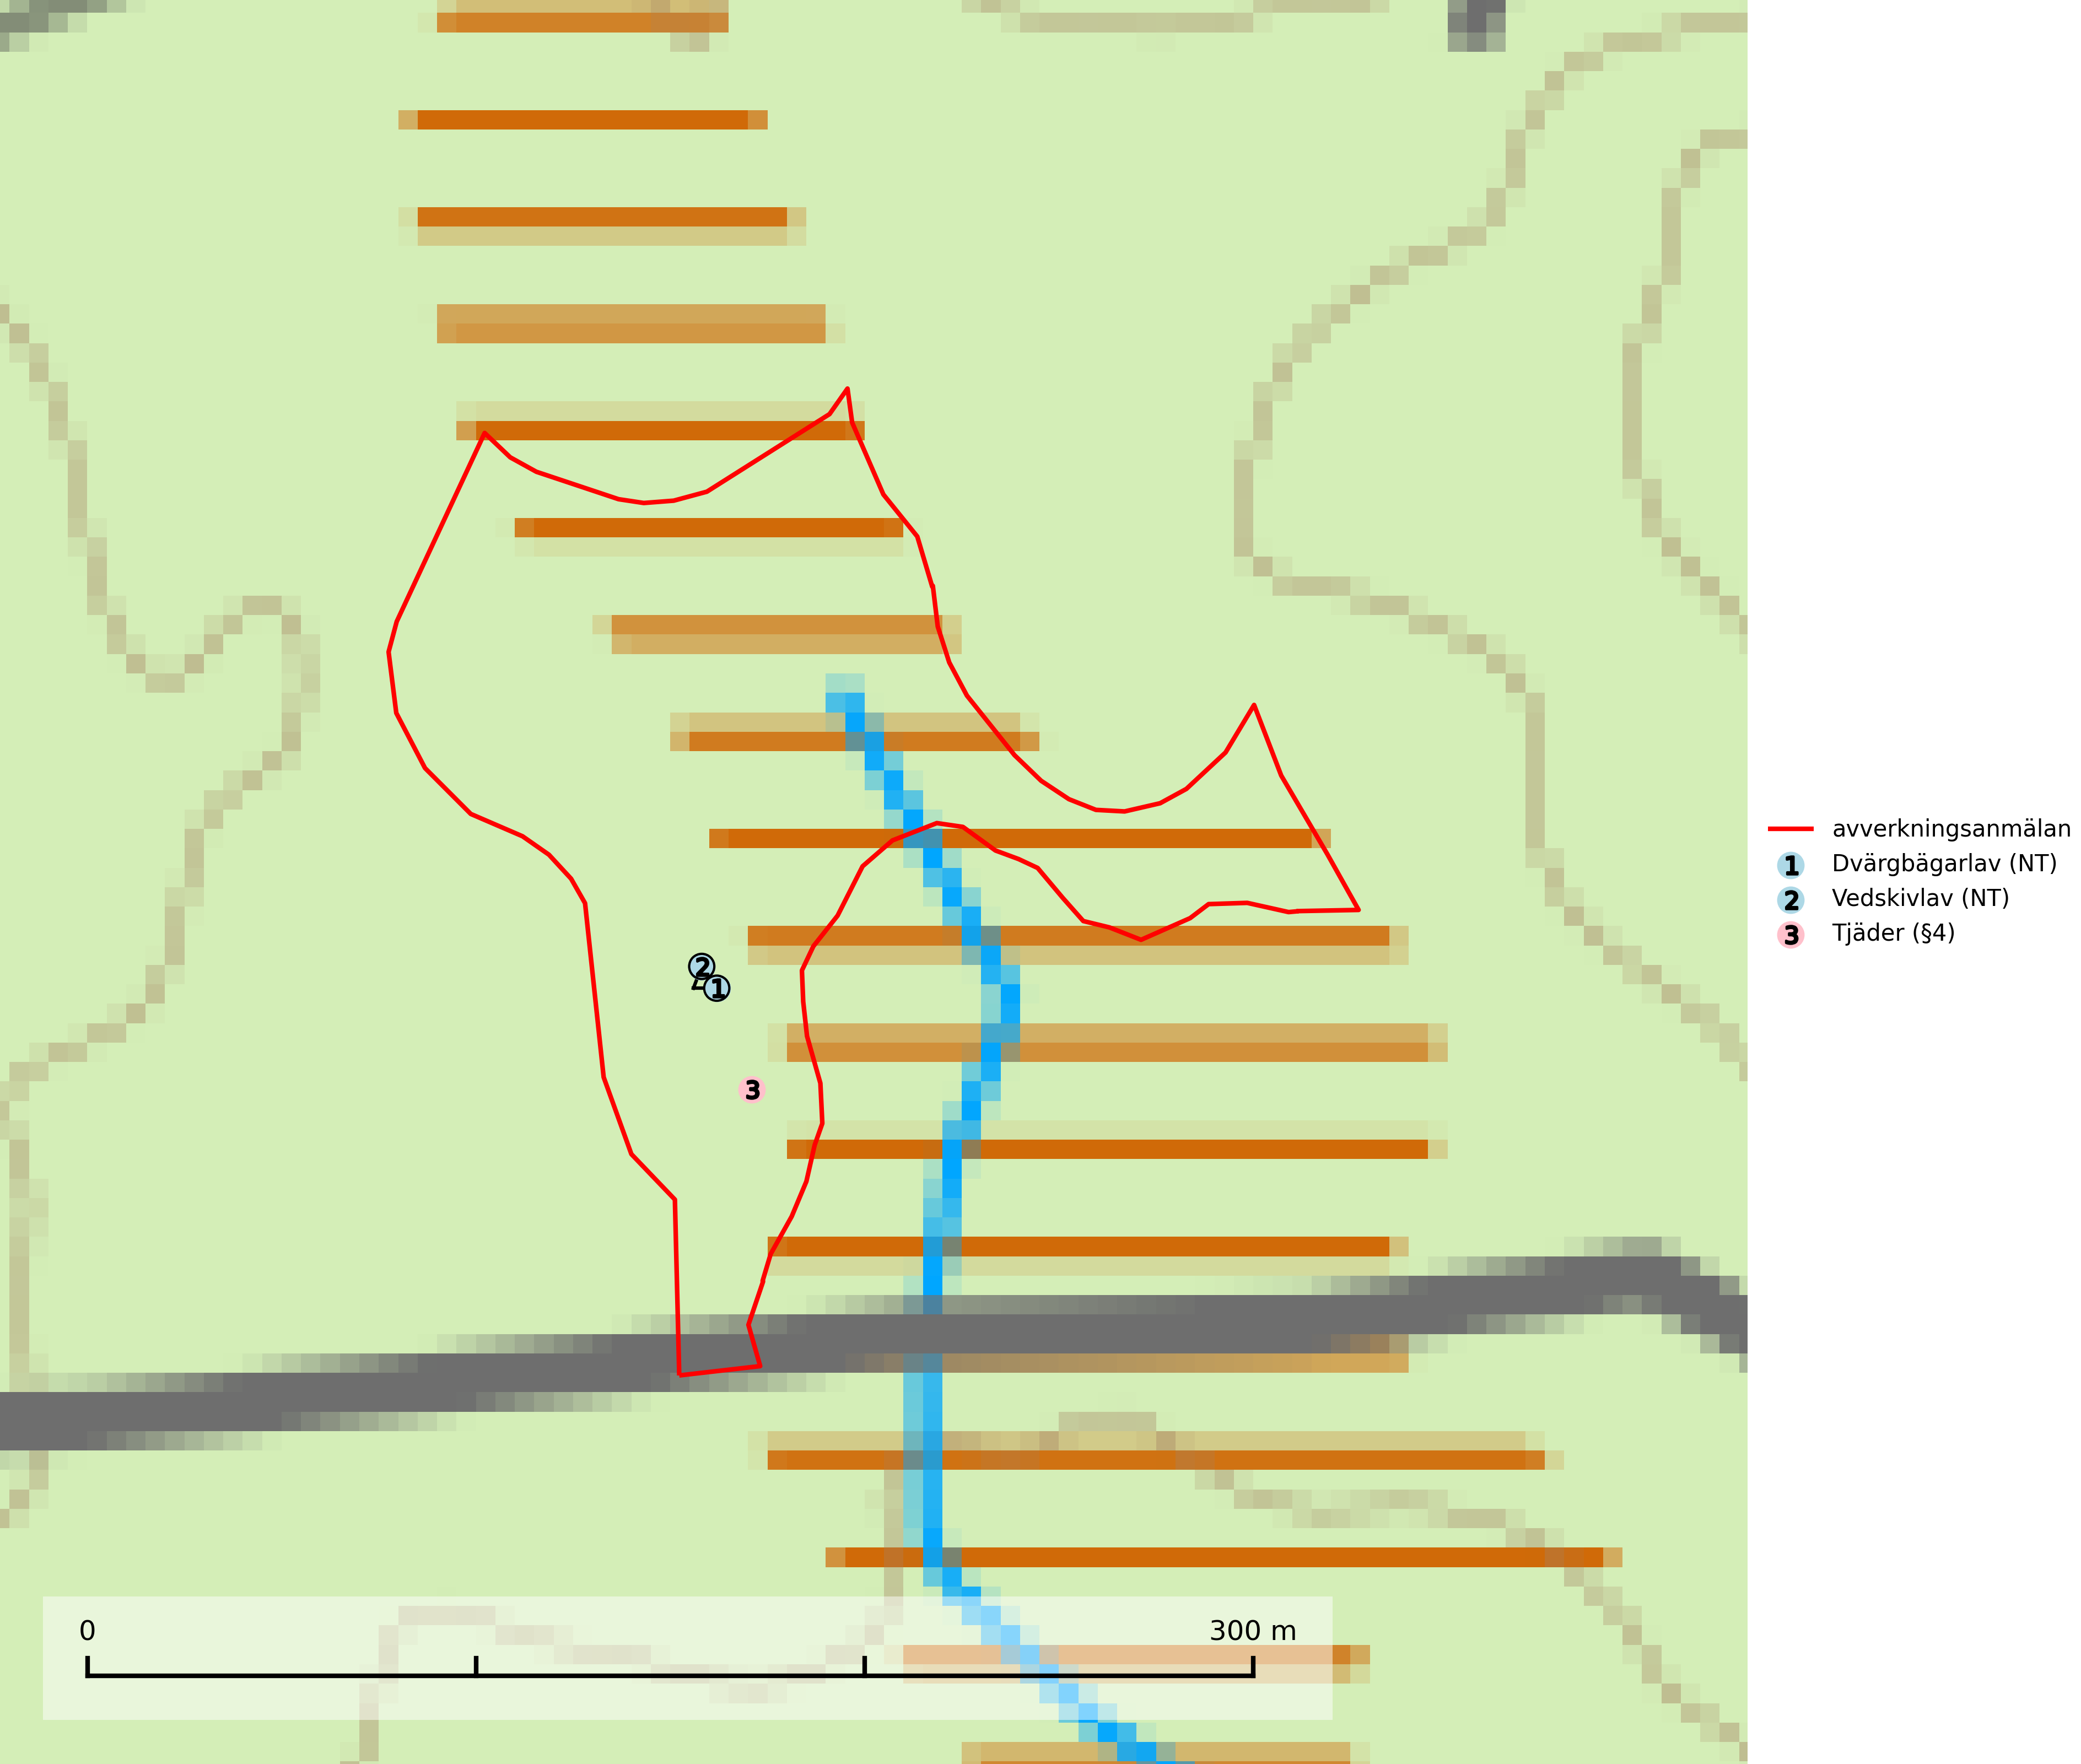 avverkningsanmälan
1 Dvärgbägarlav (NT)
2 Vedskivlav (NT)
3 Tjäder (§4)
2
1
3
0 300 m